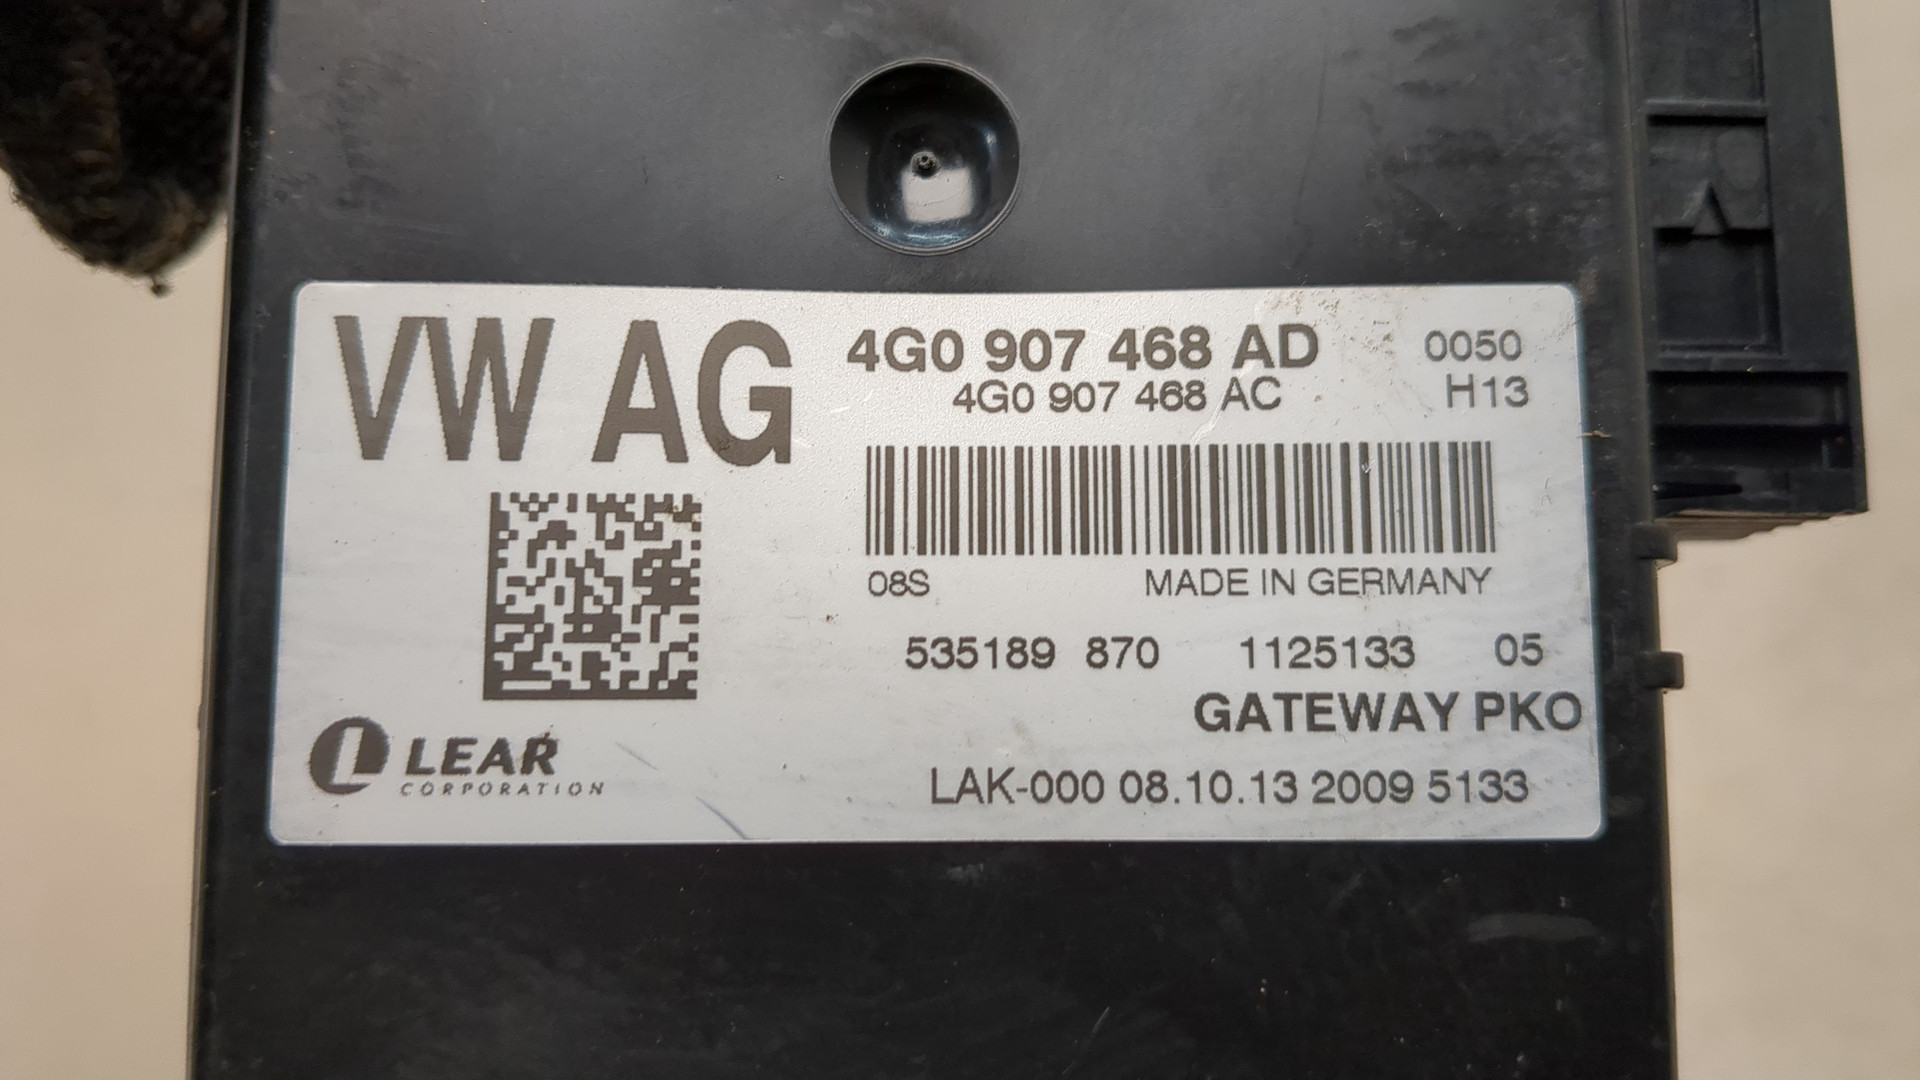 VW AG
4G0 907 468 AD 0050
4G0 907 468 AC H13
08S MADE IN GERMANY
535189 870 1125133 05
GATEWAY PKO
LEAR
CORPORATION
LAK-000 08.10.13 2009 5133